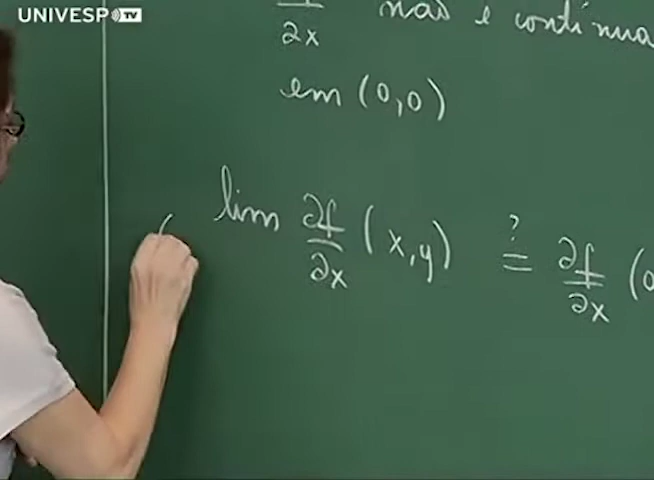 UNIVESP TV
∂x não é contínua
em (0,0)
lim ∂f/∂x (x,y) ?= ∂f/∂x (0
(